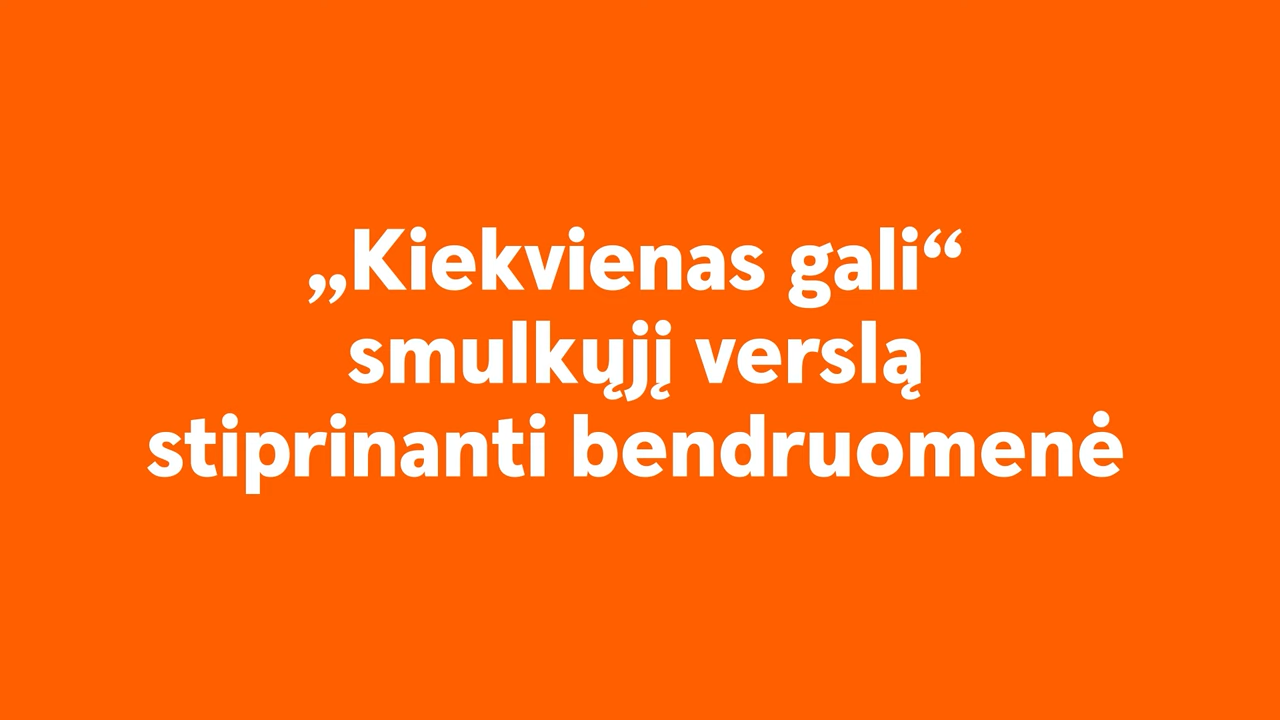 „Kiekvienas gali“
smulkųjį verslą
stiprinanti bendruomenė